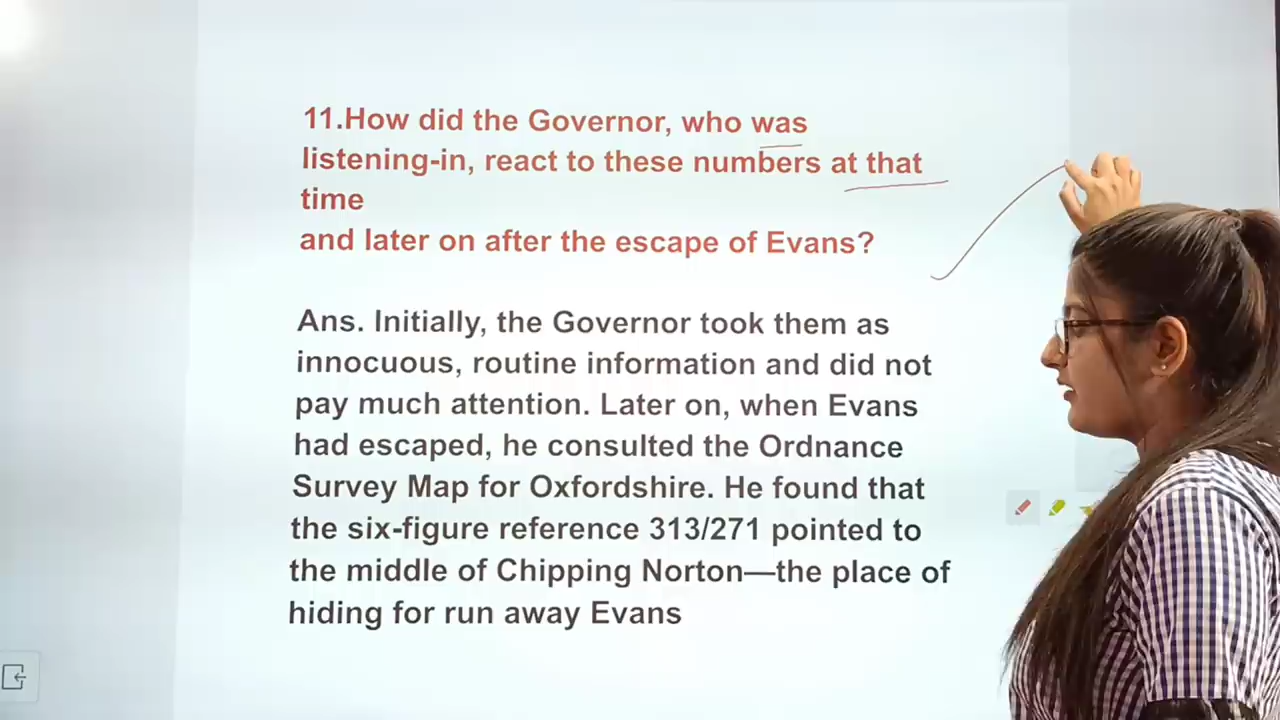 11.How did the Governor, who was
listening-in, react to these numbers at that
time
and later on after the escape of Evans?
Ans. Initially, the Governor took them as
innocuous, routine information and did not
pay much attention. Later on, when Evans
had escaped, he consulted the Ordnance
Survey Map for Oxfordshire. He found that
the six-figure reference 313/271 pointed to
the middle of Chipping Norton—the place of
hiding for run away Evans